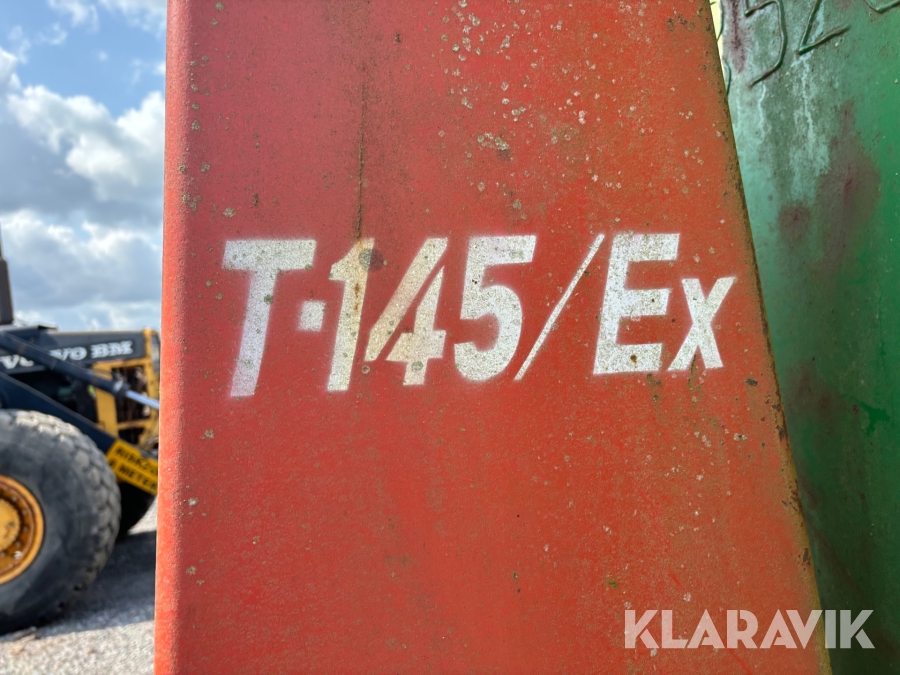 T-145/Ex
VOLVO BM
KLARAVIK